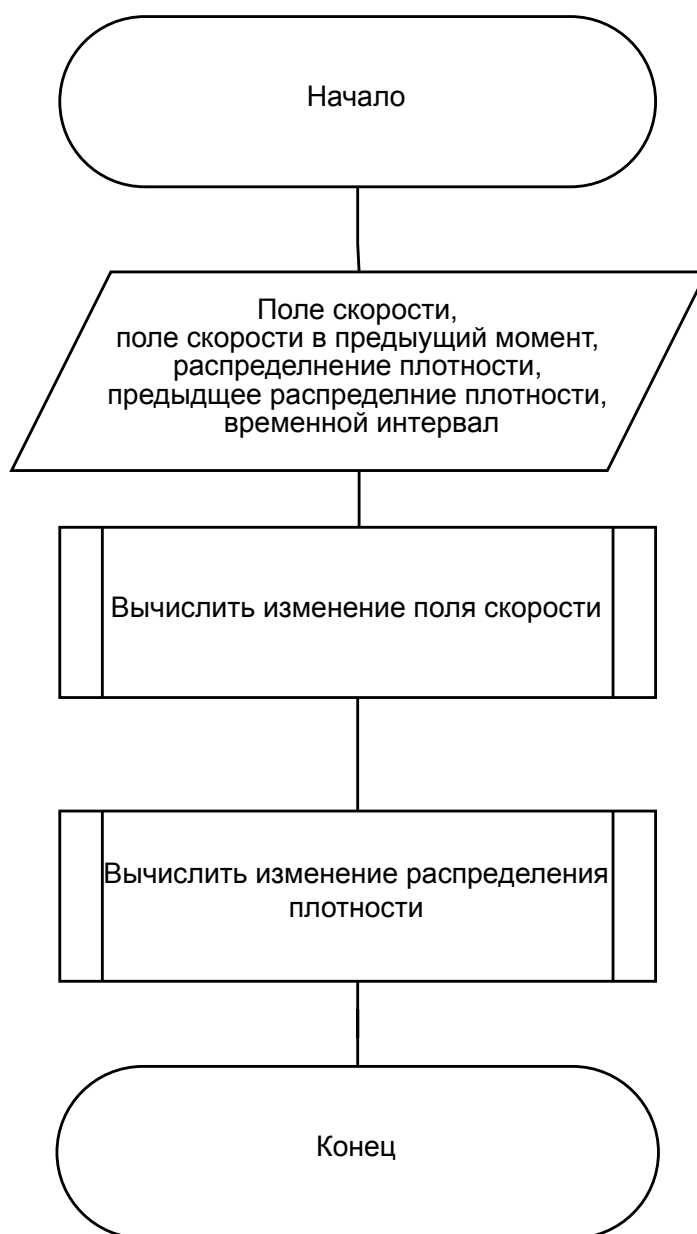 Начало
Поле скорости,
поле скорости в предыущий момент,
распределнение плотности,
предыдщее распределние плотности,
временной интервал
Вычислить изменение поля скорости
Вычислить изменение распределения
плотности
Конец